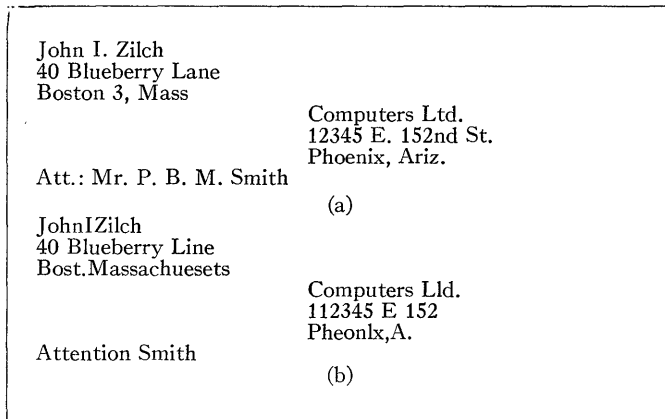 John I. Zilch
40 Blueberry Lane
Boston 3, Mass
Computers Ltd.
12345 E. 152nd St.
Phoenix, Ariz.
Att.: Mr. P. B. M. Smith
(a)
JohnIZilch
40 Blueberry Line
Bost.Massachuesets
Computers Lld.
112345 E 152
Pheonlx,A.
Attention Smith
(b)